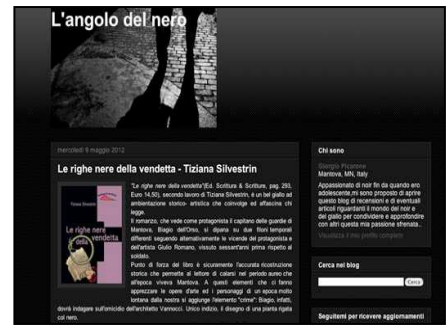 L'angolo del nero
mercoledì 9 maggio 2012
Le righe nere della vendetta - Tiziana Silvestrin
"Le righe nere della vendetta"(Ed. Scrittura & Scritture, pag. 293,
Euro 14,50), secondo lavoro di Tiziana Silvestrin, è un bel giallo ad
ambientazione storico- artistica che coinvolge ed affascina chi
legge.
Il romanzo, che vede come protagonista il capitano delle guardie di
Mantova, Biagio dell'Orso, si dipana su due filoni temporali
differenti seguendo alternativamente le vicende del protagonista e
dell'artista Giulio Romano, vissuto sessant'anni prima rispetto al
soldato.
Punto di forza del libro è sicuramente l'accurata ricostruzione
storica che permette al lettore di calarsi nel periodo aureo che
all'epoca viveva Mantova. A questi elementi che ci fanno
apprezzare le opere d'arte ed i personaggi di un'epoca molto
lontana dalla nostra si aggiunge l'elemento "crime": Biagio, infatti,
dovrà indagare sull'omicidio dell'architetto Vannocci. Unico indizio, il disegno di una pianta rigata
col nero.
Le righe nere
della vendetta
Chi sono
Giorgio
Mantova, MN, Italy
Appassionato di noir fin da quando ero
adolescente,mi sono proposto di aprire
questo blog di recensioni e di eventuali
articoli riguardanti il mondo del noir e
del giallo per condividere e approfondire
con altri questa mia passione sfrenata..
Visualizza il mio profilo completo
Cerca nel blog
Cerca
Seguitemi per ricevere aggiornamenti